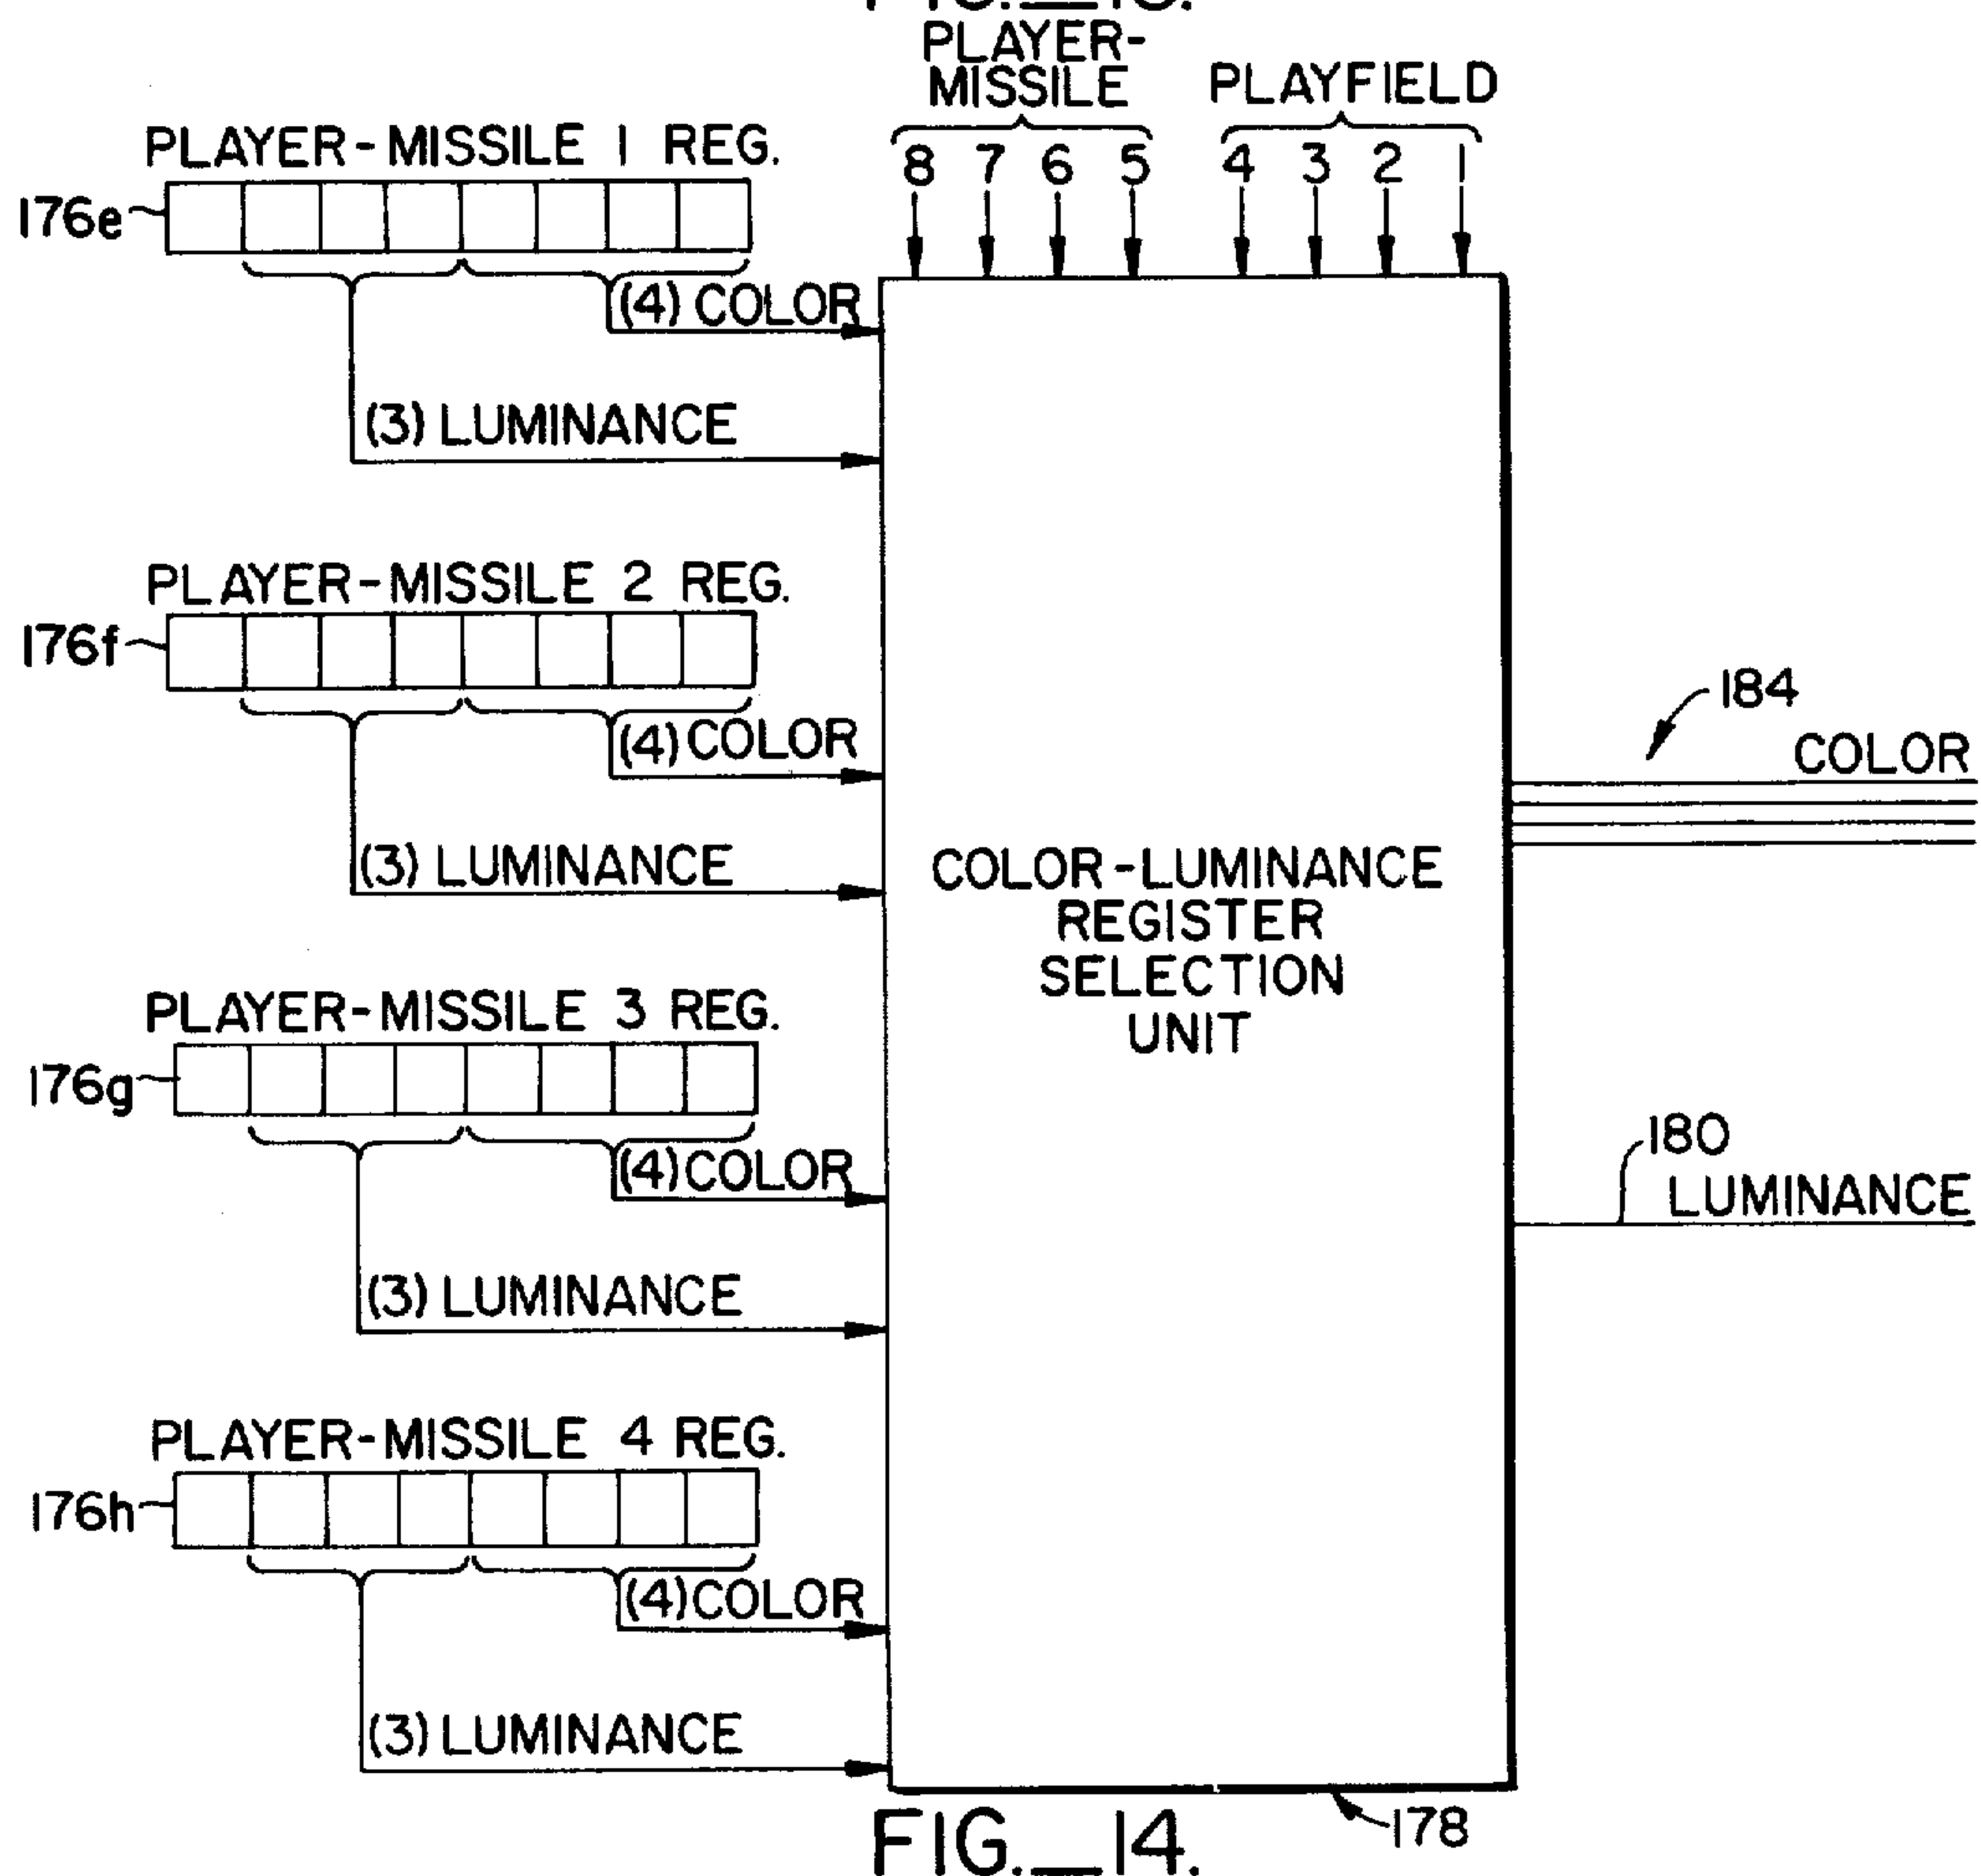 PLAYER-
MISSILE
PLAYFIELD
8 7 6 5 4 3 2 1
PLAYER-MISSILE 1 REG.
176e
(4) COLOR
(3) LUMINANCE
PLAYER-MISSILE 2 REG.
176f
(4) COLOR
(3) LUMINANCE
184
COLOR
COLOR-LUMINANCE
REGISTER
SELECTION
UNIT
PLAYER-MISSILE 3 REG.
176g
(4) COLOR
(3) LUMINANCE
180
LUMINANCE
PLAYER-MISSILE 4 REG.
176h
(4) COLOR
(3) LUMINANCE
178
FIG._14.